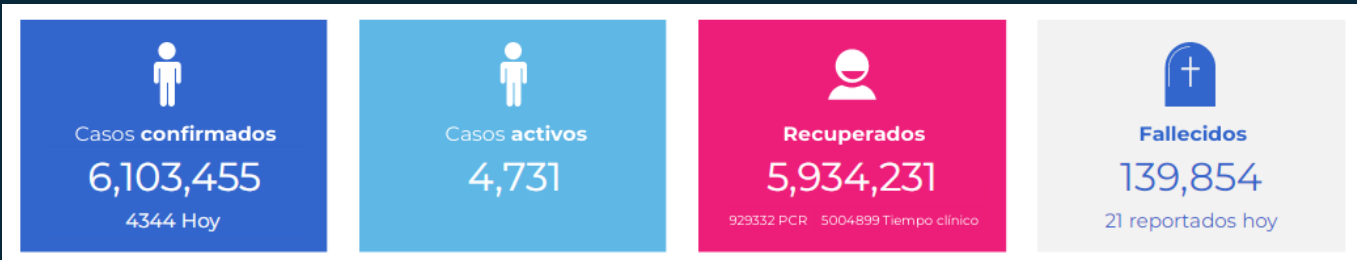 Casos confirmados
6,103,455
4344 Hoy
Casos activos
4,731
Recuperados
5,934,231
929332 PCR 5004899 Tiempo clínico
Fallecidos
139,854
21 reportados hoy